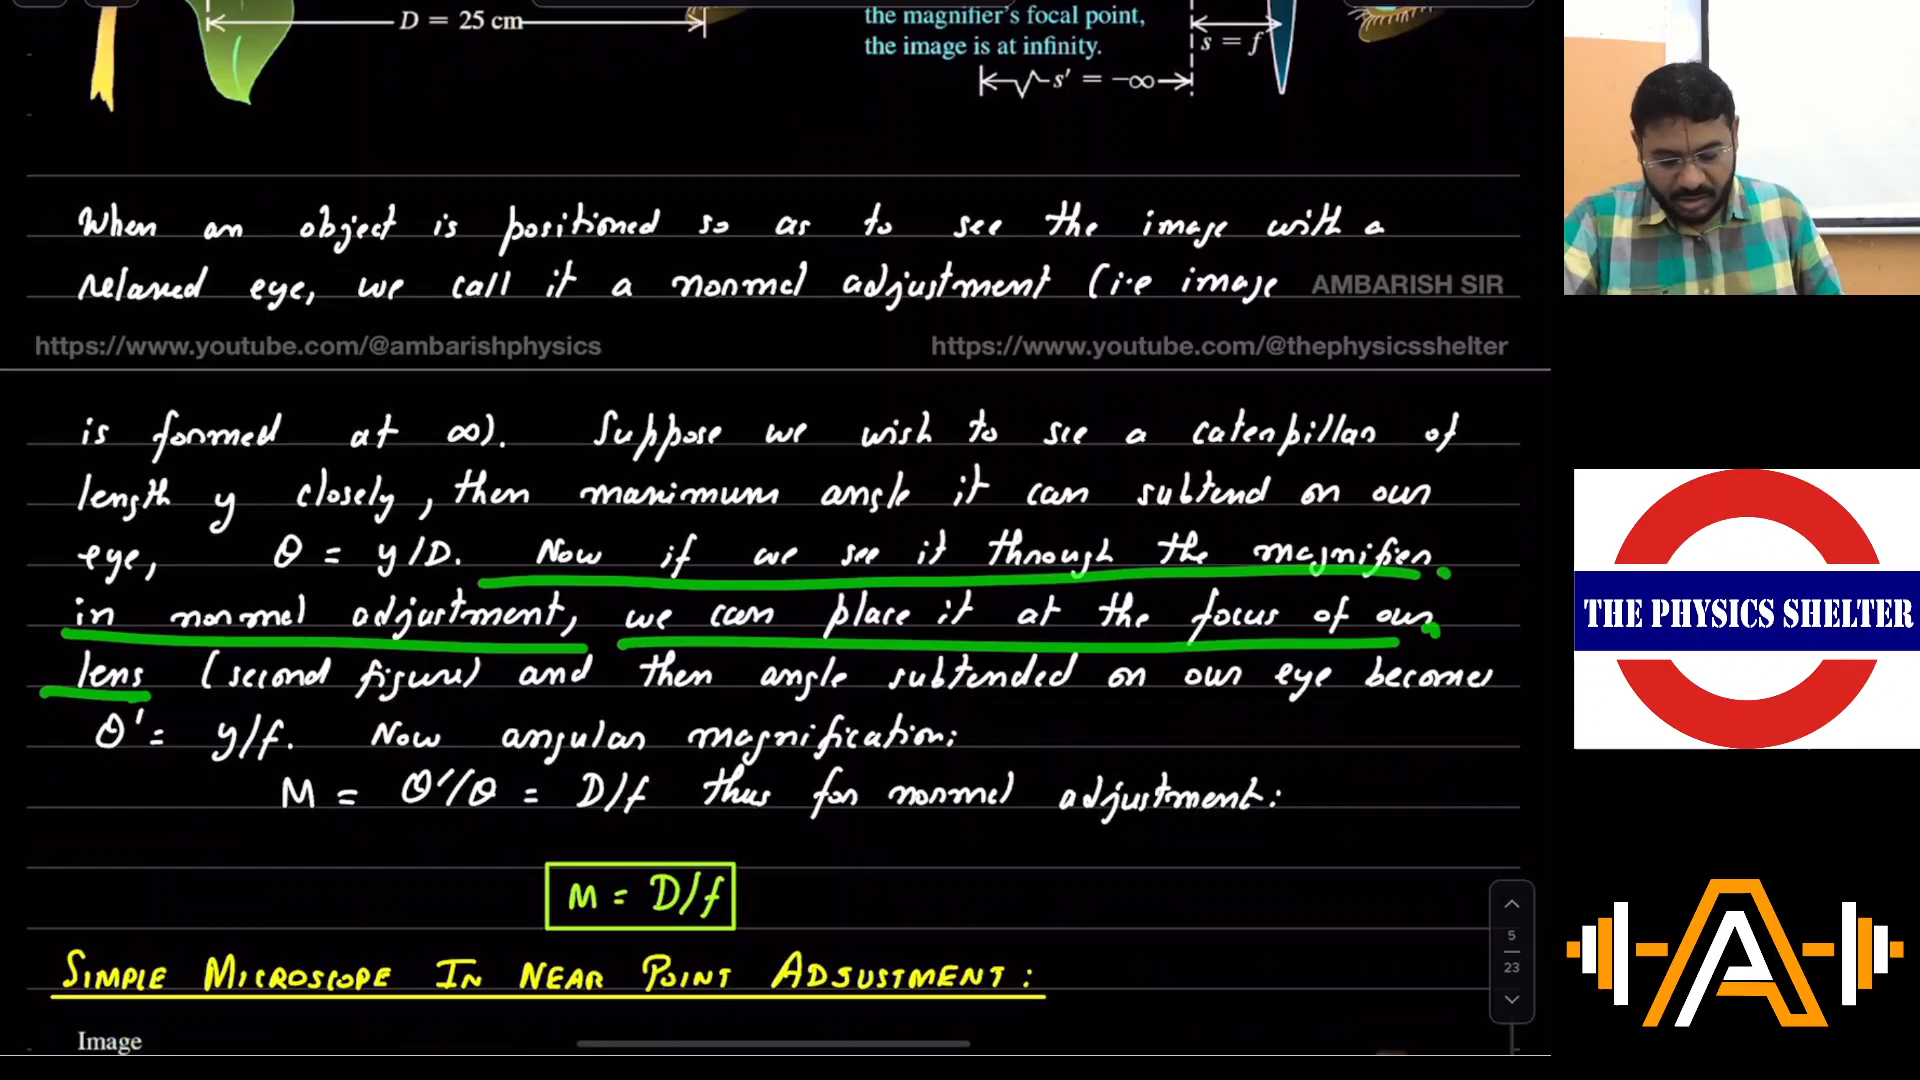 D = 25 cm
the magnifier's focal point,
the image is at infinity.
s = f
s' = -∞
When an object is positioned so as to see the image with a
relaxed eye, we call it a normal adjustment (i.e image
AMBARISH SIR
https://www.youtube.com/@ambarishphysics
https://www.youtube.com/@thephysicsshelter
is formed at ∞). Suppose we wish to see a caterpillar of
length y closely, then maximum angle it can subtend on our
eye, θ = y/D. Now if we see it through the magnifier
in normal adjustment, we can place it at the focus of our
lens (second figure) and then angle subtended on our eye becomes
θ' = y/f. Now angular magnification:
M = θ'/θ = D/f thus for normal adjustment:
M = D/f
SIMPLE MICROSCOPE IN NEAR POINT ADJUSTMENT:
Image
5
23
THE PHYSICS SHELTER
A